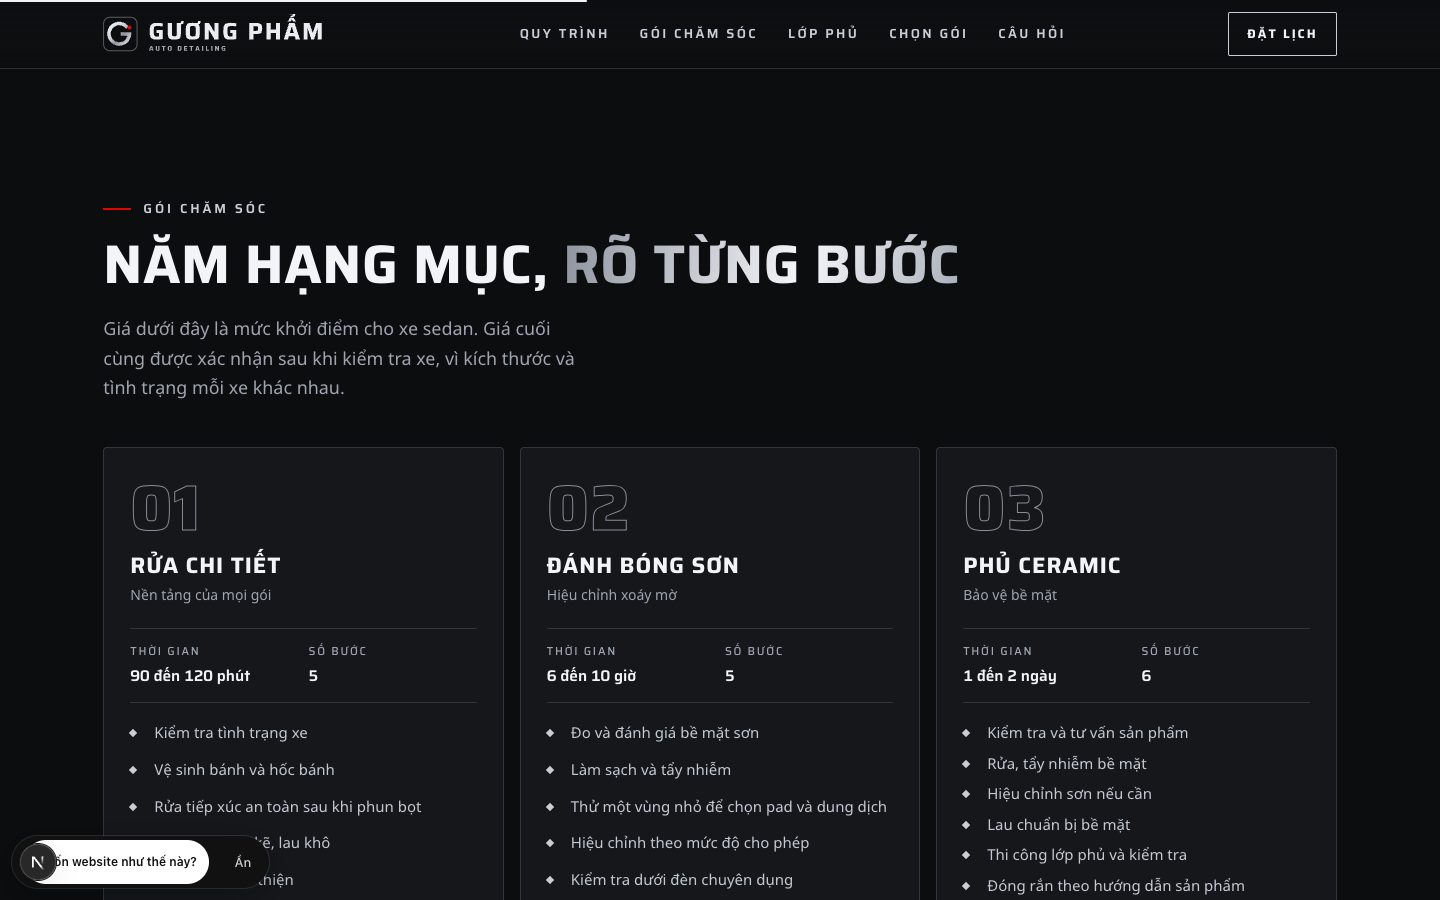 GƯƠNG PHẨM
AUTO DETAILING
QUY TRÌNH
GÓI CHĂM SÓC
LỚP PHỦ
CHỌN GÓI
CÂU HỎI
ĐẶT LỊCH
GÓI CHĂM SÓC
NĂM HẠNG MỤC, RÕ TỪNG BƯỚC
Giá dưới đây là mức khởi điểm cho xe sedan. Giá cuối
cùng được xác nhận sau khi kiểm tra xe, vì kích thước và
tình trạng mỗi xe khác nhau.
01
RỬA CHI TIẾT
Nền tảng của mọi gói
THỜI GIAN
SỐ BƯỚC
90 đến 120 phút
5
Kiểm tra tình trạng xe
Vệ sinh bánh và hốc bánh
Rửa tiếp xúc an toàn sau khi phun bọt
lau khô
thiện
02
ĐÁNH BÓNG SƠN
Hiệu chỉnh xoáy mờ
THỜI GIAN
SỐ BƯỚC
6 đến 10 giờ
5
Đo và đánh giá bề mặt sơn
Làm sạch và tẩy nhiễm
Thử một vùng nhỏ để chọn pad và dung dịch
Hiệu chỉnh theo mức độ cho phép
Kiểm tra dưới đèn chuyên dụng
03
PHỦ CERAMIC
Bảo vệ bề mặt
THỜI GIAN
SỐ BƯỚC
1 đến 2 ngày
6
Kiểm tra và tư vấn sản phẩm
Rửa, tẩy nhiễm bề mặt
Hiệu chỉnh sơn nếu cần
Lau chuẩn bị bề mặt
Thi công lớp phủ và kiểm tra
Đóng rắn theo hướng dẫn sản phẩm
website như thế này?
Ẩn